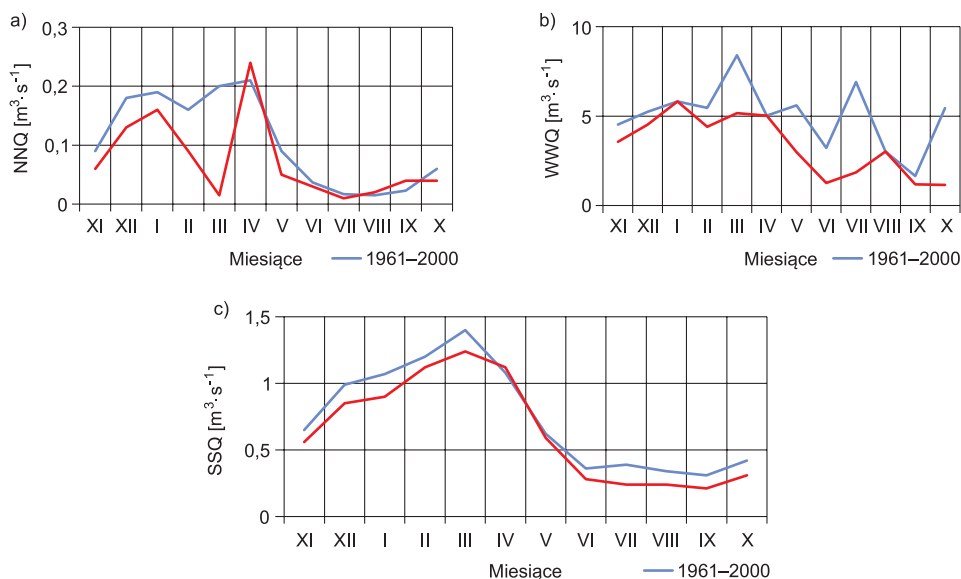 a)
NNQ [m³· s⁻¹]
0,3
0,2
0,1
0
XI XII I II III IV V VI VII VIII IX X
Miesiące
1961–2000
b)
WWQ [m³· s⁻¹]
10
5
0
XI XII I II III IV V VI VII VIII IX X
Miesiące
1961–2000
c)
SSQ [m³· s⁻¹]
1,5
1
0,5
0
XI XII I II III IV V VI VII VIII IX X
Miesiące
1961–2000